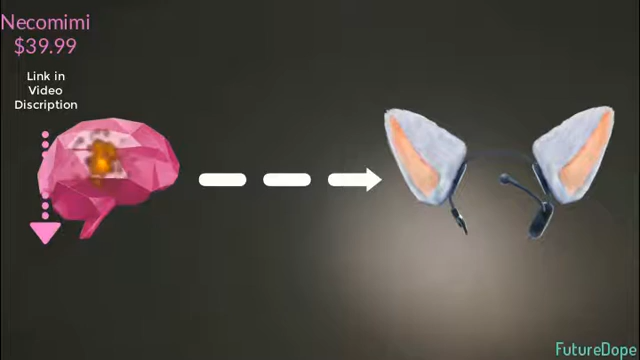 Necomimi
$39.99
Link in
Video
Discription
FutureDope